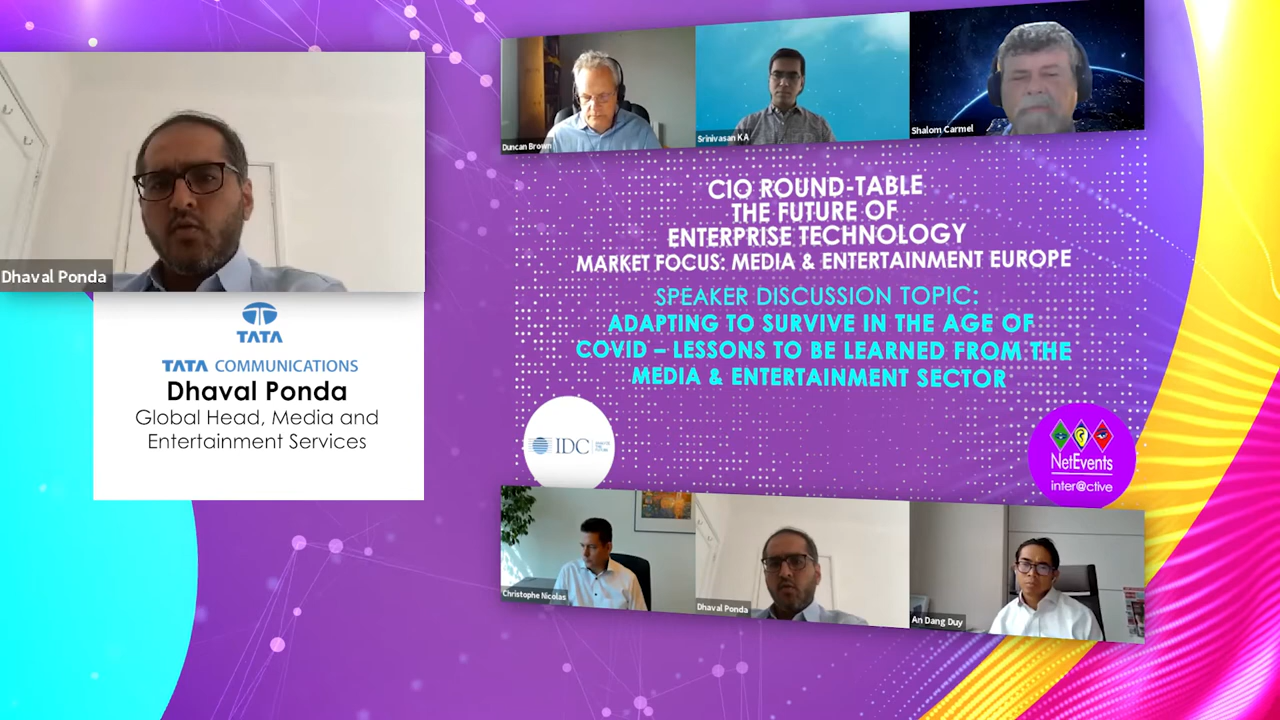 Dhaval Ponda
TATA
TATA COMMUNICATIONS
Dhaval Ponda
Global Head, Media and
Entertainment Services
Duncan Brown
Srinivasan KA
Shalom Carmel
CIO ROUND-TABLE
THE FUTURE OF
ENTERPRISE TECHNOLOGY
MARKET FOCUS: MEDIA & ENTERTAINMENT EUROPE
SPEAKER DISCUSSION TOPIC:
ADAPTING TO SURVIVE IN THE AGE OF
COVID – LESSONS TO BE LEARNED FROM THE
MEDIA & ENTERTAINMENT SECTOR
IDC
NetEvents
inter@ctive
Christophe Nicolas
Dhaval Ponda
An Dang Duy